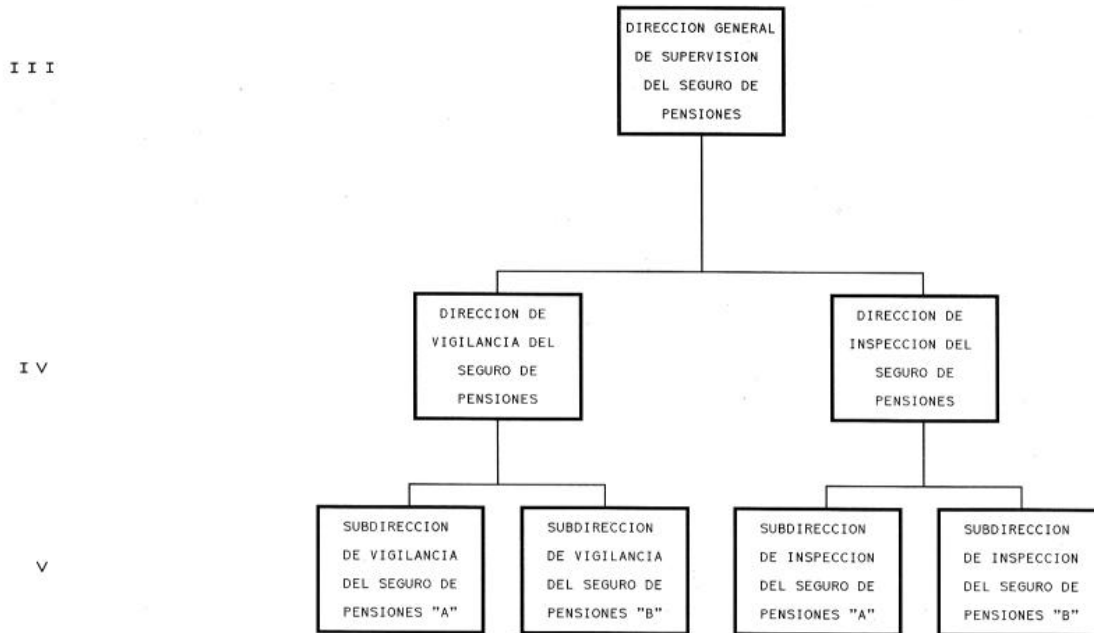 III
DIRECCION GENERAL
DE SUPERVISION
DEL SEGURO DE
PENSIONES
IV
DIRECCION DE
VIGILANCIA DEL
SEGURO DE
PENSIONES
DIRECCION DE
INSPECCION DEL
SEGURO DE
PENSIONES
V
SUBDIRECCION
DE VIGILANCIA
DEL SEGURO DE
PENSIONES "A"
SUBDIRECCION
DE VIGILANCIA
DEL SEGURO DE
PENSIONES "B"
SUBDIRECCION
DE INSPECCION
DEL SEGURO DE
PENSIONES "A"
SUBDIRECCION
DE INSPECCION
DEL SEGURO DE
PENSIONES "B"